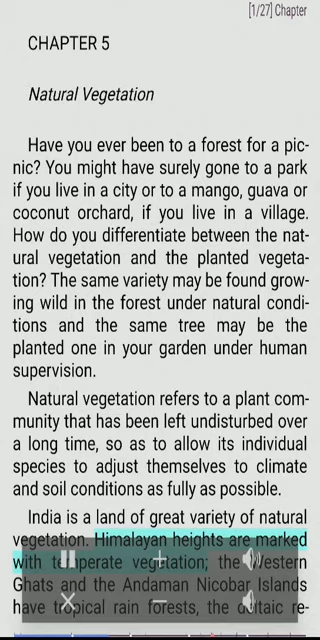 [1/27] Chapter
CHAPTER 5
Natural Vegetation
Have you ever been to a forest for a pic-
nic? You might have surely gone to a park
if you live in a city or to a mango, guava or
coconut orchard, if you live in a village.
How do you differentiate between the nat-
ural vegetation and the planted vegeta-
tion? The same variety may be found grow-
ing wild in the forest under natural condi-
tions and the same tree may be the
planted one in your garden under human
supervision.
Natural vegetation refers to a plant com-
munity that has been left undisturbed over
a long time, so as to allow its individual
species to adjust themselves to climate
and soil conditions as fully as possible.
India is a land of great variety of natural
vegetation. Himalayan heights are marked
with temperate vegetation; the Western
Ghats and the Andaman Nicobar Islands
have tropical rain forests, the deltaic re-